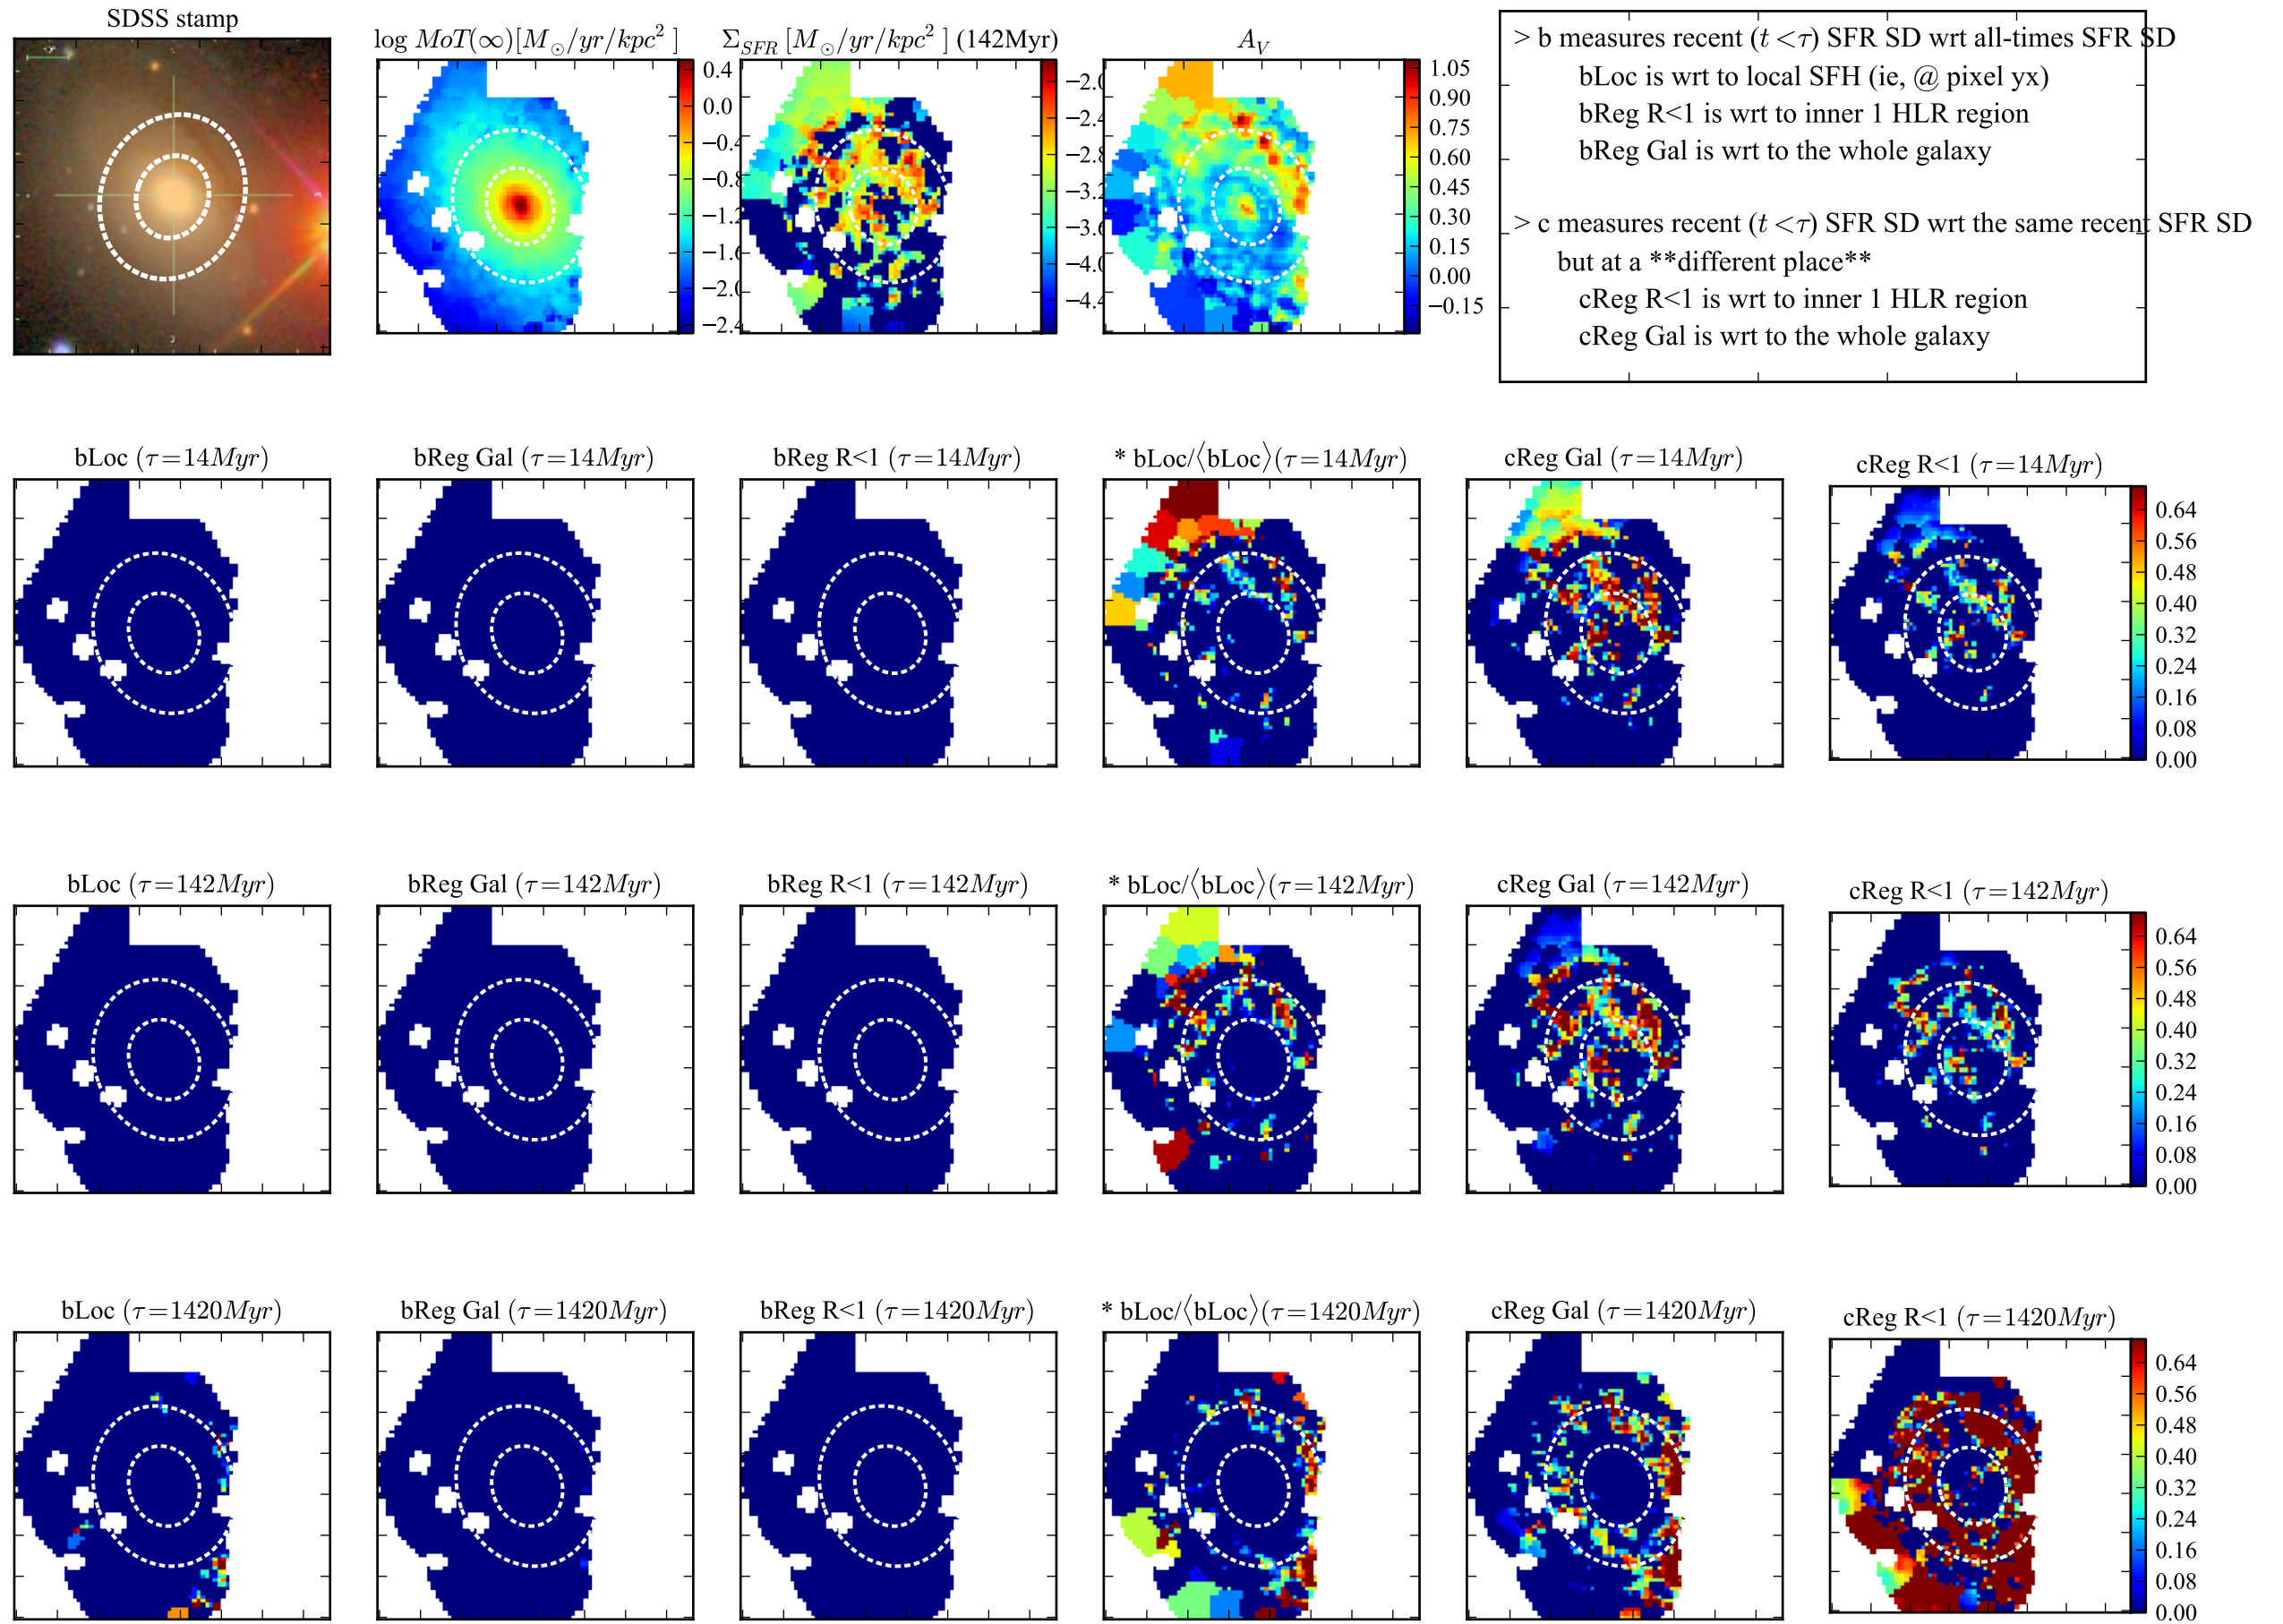 SDSS stamp
log MoT(∞)[M⊙/yr/kpc² ]
Σ_SFR [M⊙/yr/kpc² ] (142Myr)
A_V
0.4
0.0
−0.4
−0.8
−1.2
−1.6
−2.0
−2.4
−2.0
−2.4
−2.8
−3.2
−3.6
−4.0
−4.4
1.05
0.90
0.75
0.60
0.45
0.30
0.15
0.00
−0.15
> b measures recent (t <τ) SFR SD wrt all-times SFR SD
bLoc is wrt to local SFH (ie, @ pixel yx)
bReg R<1 is wrt to inner 1 HLR region
bReg Gal is wrt to the whole galaxy
> c measures recent (t <τ) SFR SD wrt the same recent SFR SD
but at a **different place**
cReg R<1 is wrt to inner 1 HLR region
cReg Gal is wrt to the whole galaxy
bLoc (τ=14Myr)
bReg Gal (τ=14Myr)
bReg R<1 (τ=14Myr)
* bLoc/⟨bLoc⟩(τ=14Myr)
cReg Gal (τ=14Myr)
cReg R<1 (τ=14Myr)
0.64
0.56
0.48
0.40
0.32
0.24
0.16
0.08
0.00
bLoc (τ=142Myr)
bReg Gal (τ=142Myr)
bReg R<1 (τ=142Myr)
* bLoc/⟨bLoc⟩(τ=142Myr)
cReg Gal (τ=142Myr)
cReg R<1 (τ=142Myr)
0.64
0.56
0.48
0.40
0.32
0.24
0.16
0.08
0.00
bLoc (τ=1420Myr)
bReg Gal (τ=1420Myr)
bReg R<1 (τ=1420Myr)
* bLoc/⟨bLoc⟩(τ=1420Myr)
cReg Gal (τ=1420Myr)
cReg R<1 (τ=1420Myr)
0.64
0.56
0.48
0.40
0.32
0.24
0.16
0.08
0.00